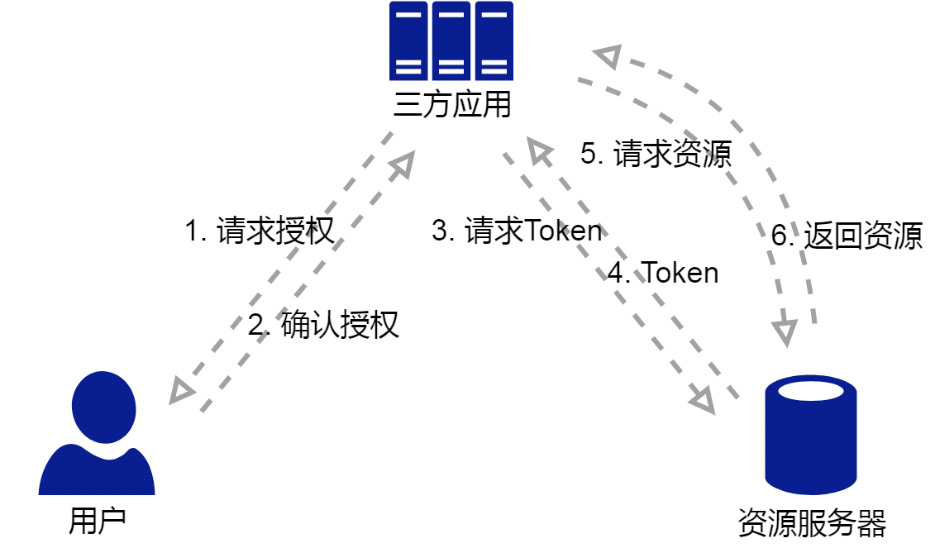 三方应用
5. 请求资源
1. 请求授权
3. 请求Token
6. 返回资源
4. Token
2. 确认授权
用户
资源服务器